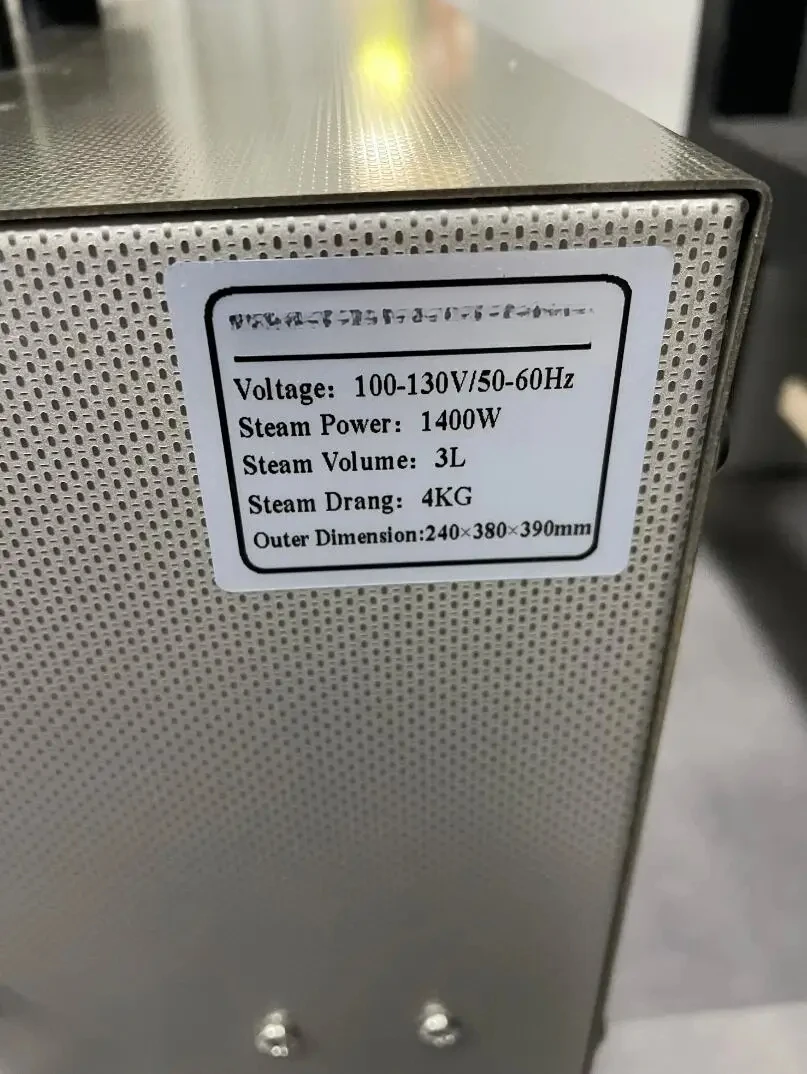 Voltage: 100-130V/50-60Hz
Steam Power: 1400W
Steam Volume: 3L
Steam Drang: 4KG
Outer Dimension:240×380×390mm